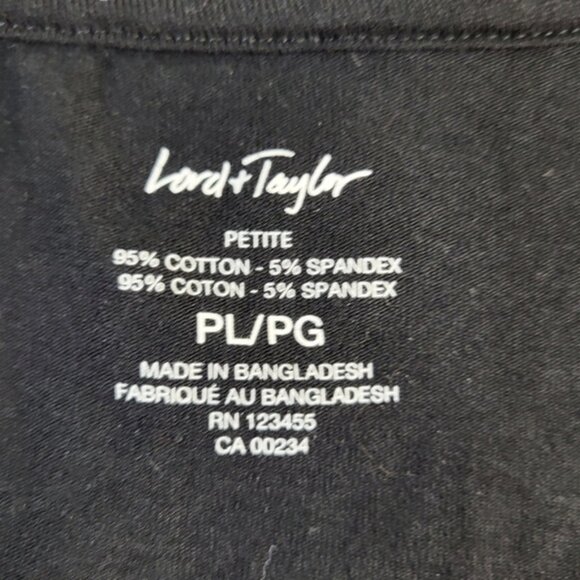 Lord+Taylor
PETITE
95% COTTON - 5% SPANDEX
95% COTON - 5% SPANDEX
PL/PG
MADE IN BANGLADESH
FABRIQUÉ AU BANGLADESH
RN 123455
CA 00234